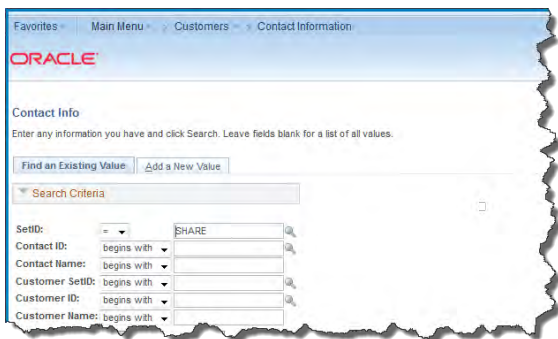 Favorites Main Menu Customers Contact Information
ORACLE
Contact Info
Enter any information you have and click Search. Leave fields blank for a list of all values.
Find an Existing Value Add a New Value
Search Criteria
SetID: = SHARE
Contact ID: begins with
Contact Name: begins with
Customer SetID: begins with
Customer ID: begins with
Customer Name: begins with